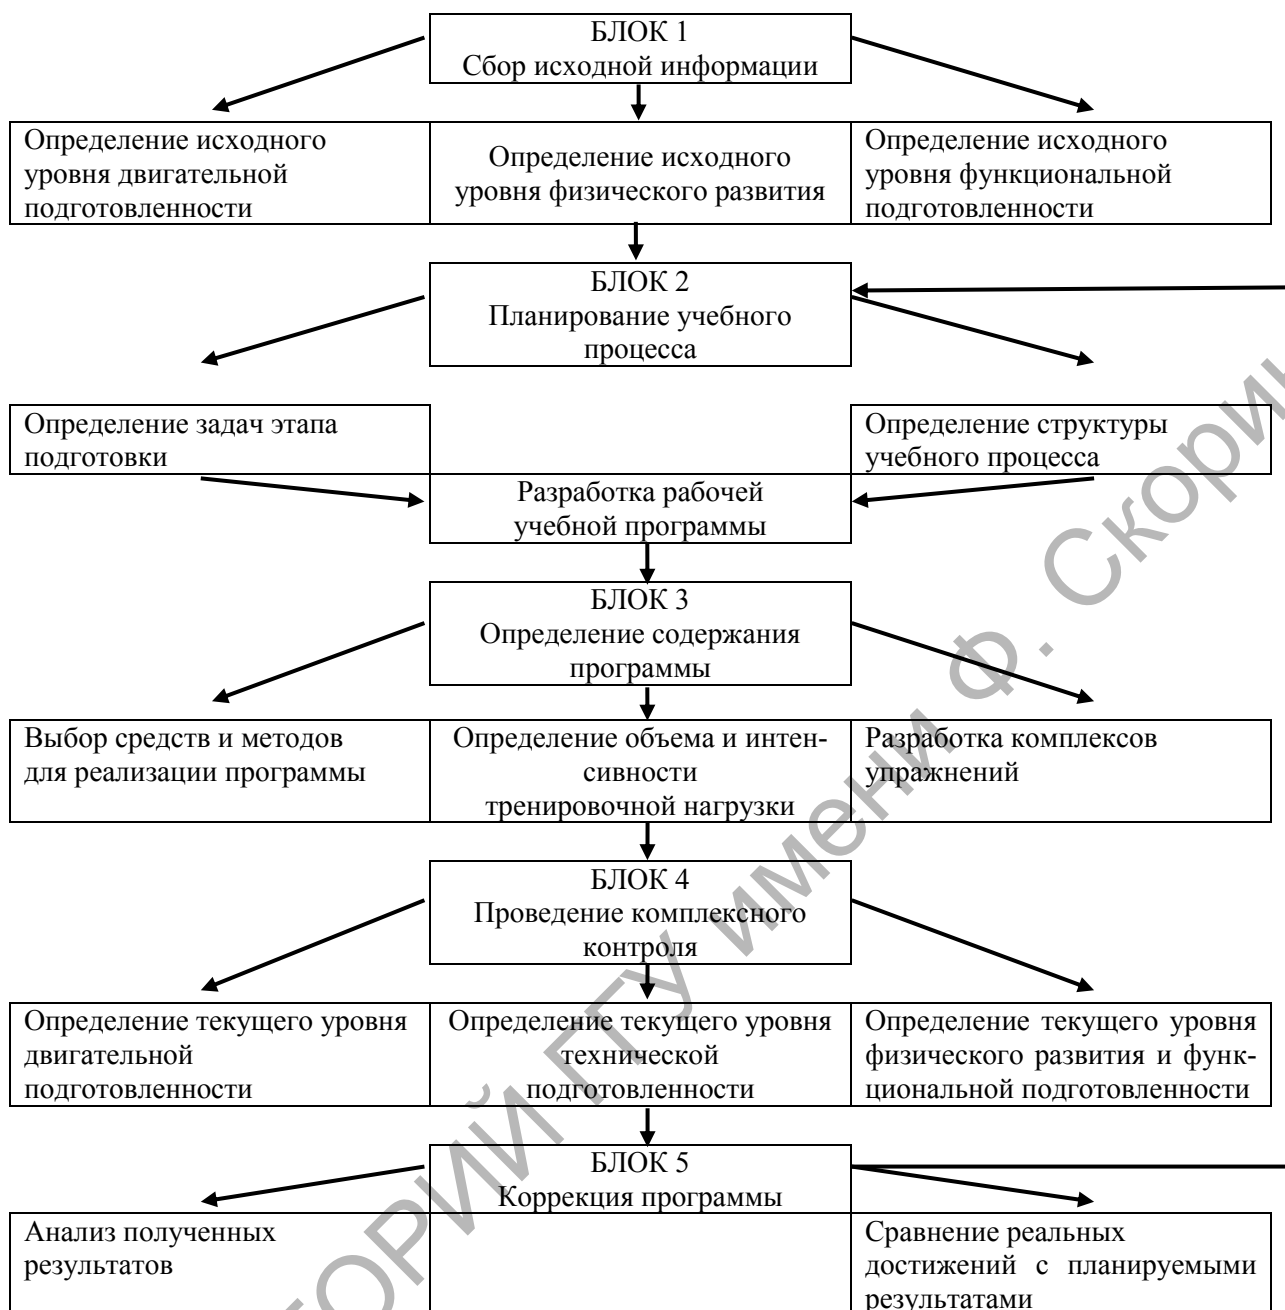 БЛОК 1
Сбор исходной информации
Определение исходного
уровня двигательной
подготовленности
Определение исходного
уровня физического развития
Определение исходного
уровня функциональной
подготовленности
БЛОК 2
Планирование учебного
процесса
Определение задач этапа
подготовки
Определение структуры
учебного процесса
Разработка рабочей
учебной программы
БЛОК 3
Определение содержания
программы
Выбор средств и методов
для реализации программы
Определение объема и интен-
сивности
тренировочной нагрузки
Разработка комплексов
упражнений
БЛОК 4
Проведение комплексного
контроля
Определение текущего уровня
двигательной
подготовленности
Определение текущего уровня
технической
подготовленности
Определение текущего уровня
физического развития и функ-
циональной подготовленности
БЛОК 5
Коррекция программы
Анализ полученных
результатов
Сравнение реальных
достижений с планируемыми
результатами
ГГУ имени Ф.